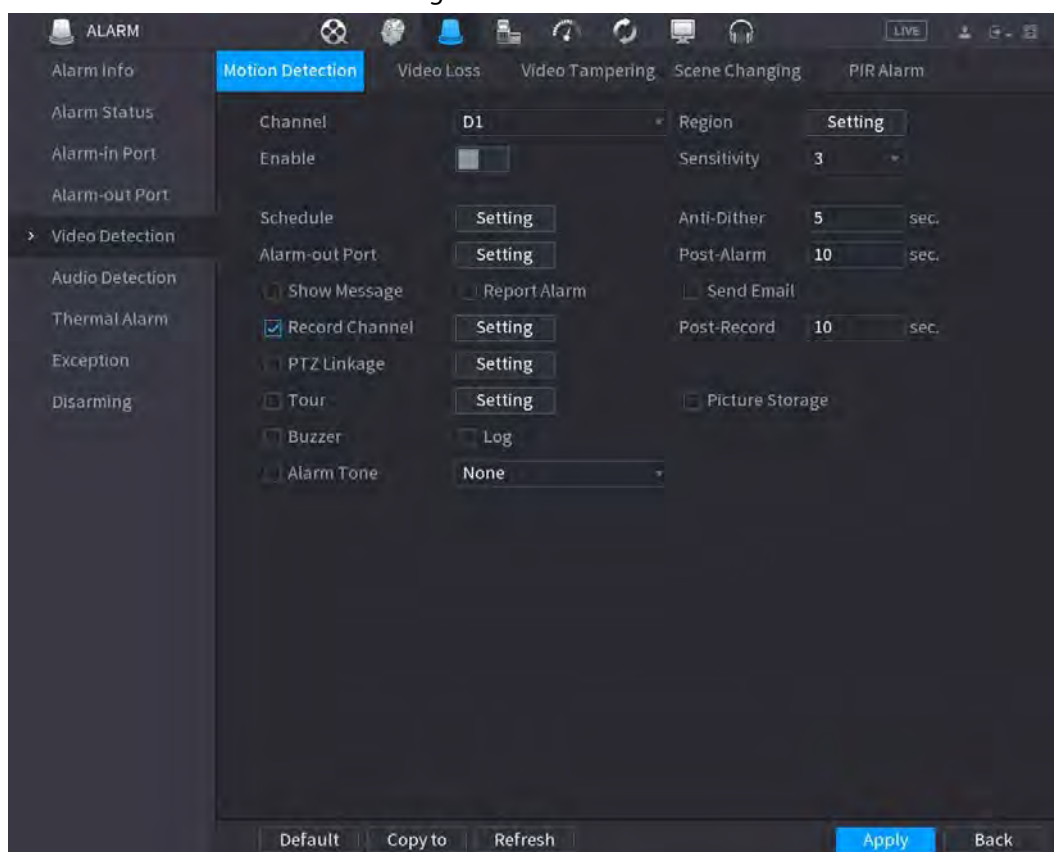 ALARM LIVE
Alarm Info
Alarm Status
Alarm-in Port
Alarm-out Port
Video Detection
Audio Detection
Thermal Alarm
Exception
Disarming
Motion Detection Video Loss Video Tampering Scene Changing PIR Alarm
Channel D1 Region Setting
Enable Sensitivity 3
Schedule Setting Anti-Dither 5 sec.
Alarm-out Port Setting Post-Alarm 10 sec.
Show Message Report Alarm Send Email
Record Channel Setting Post-Record 10 sec.
PTZ Linkage Setting
Tour Setting Picture Storage
Buzzer Log
Alarm Tone None
Default Copy to Refresh Apply Back